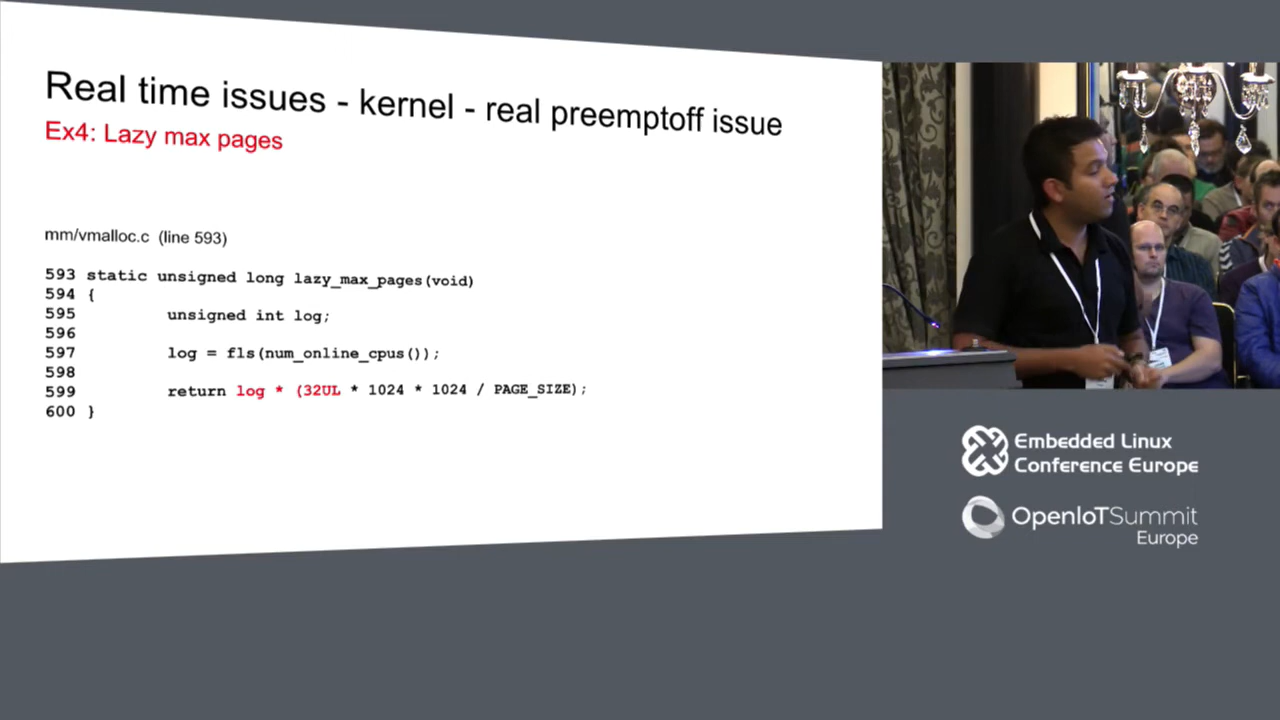 Real time issues - kernel - real preemptoff issue
Ex4: Lazy max pages
mm/vmalloc.c (line 593)
593 static unsigned long lazy_max_pages(void)
594 {
595 unsigned int log;
596
597 log = fls(num_online_cpus());
598
599 return log * (32UL * 1024 * 1024 / PAGE_SIZE);
600 }
Embedded Linux
Conference Europe
OpenIoTSummit
Europe